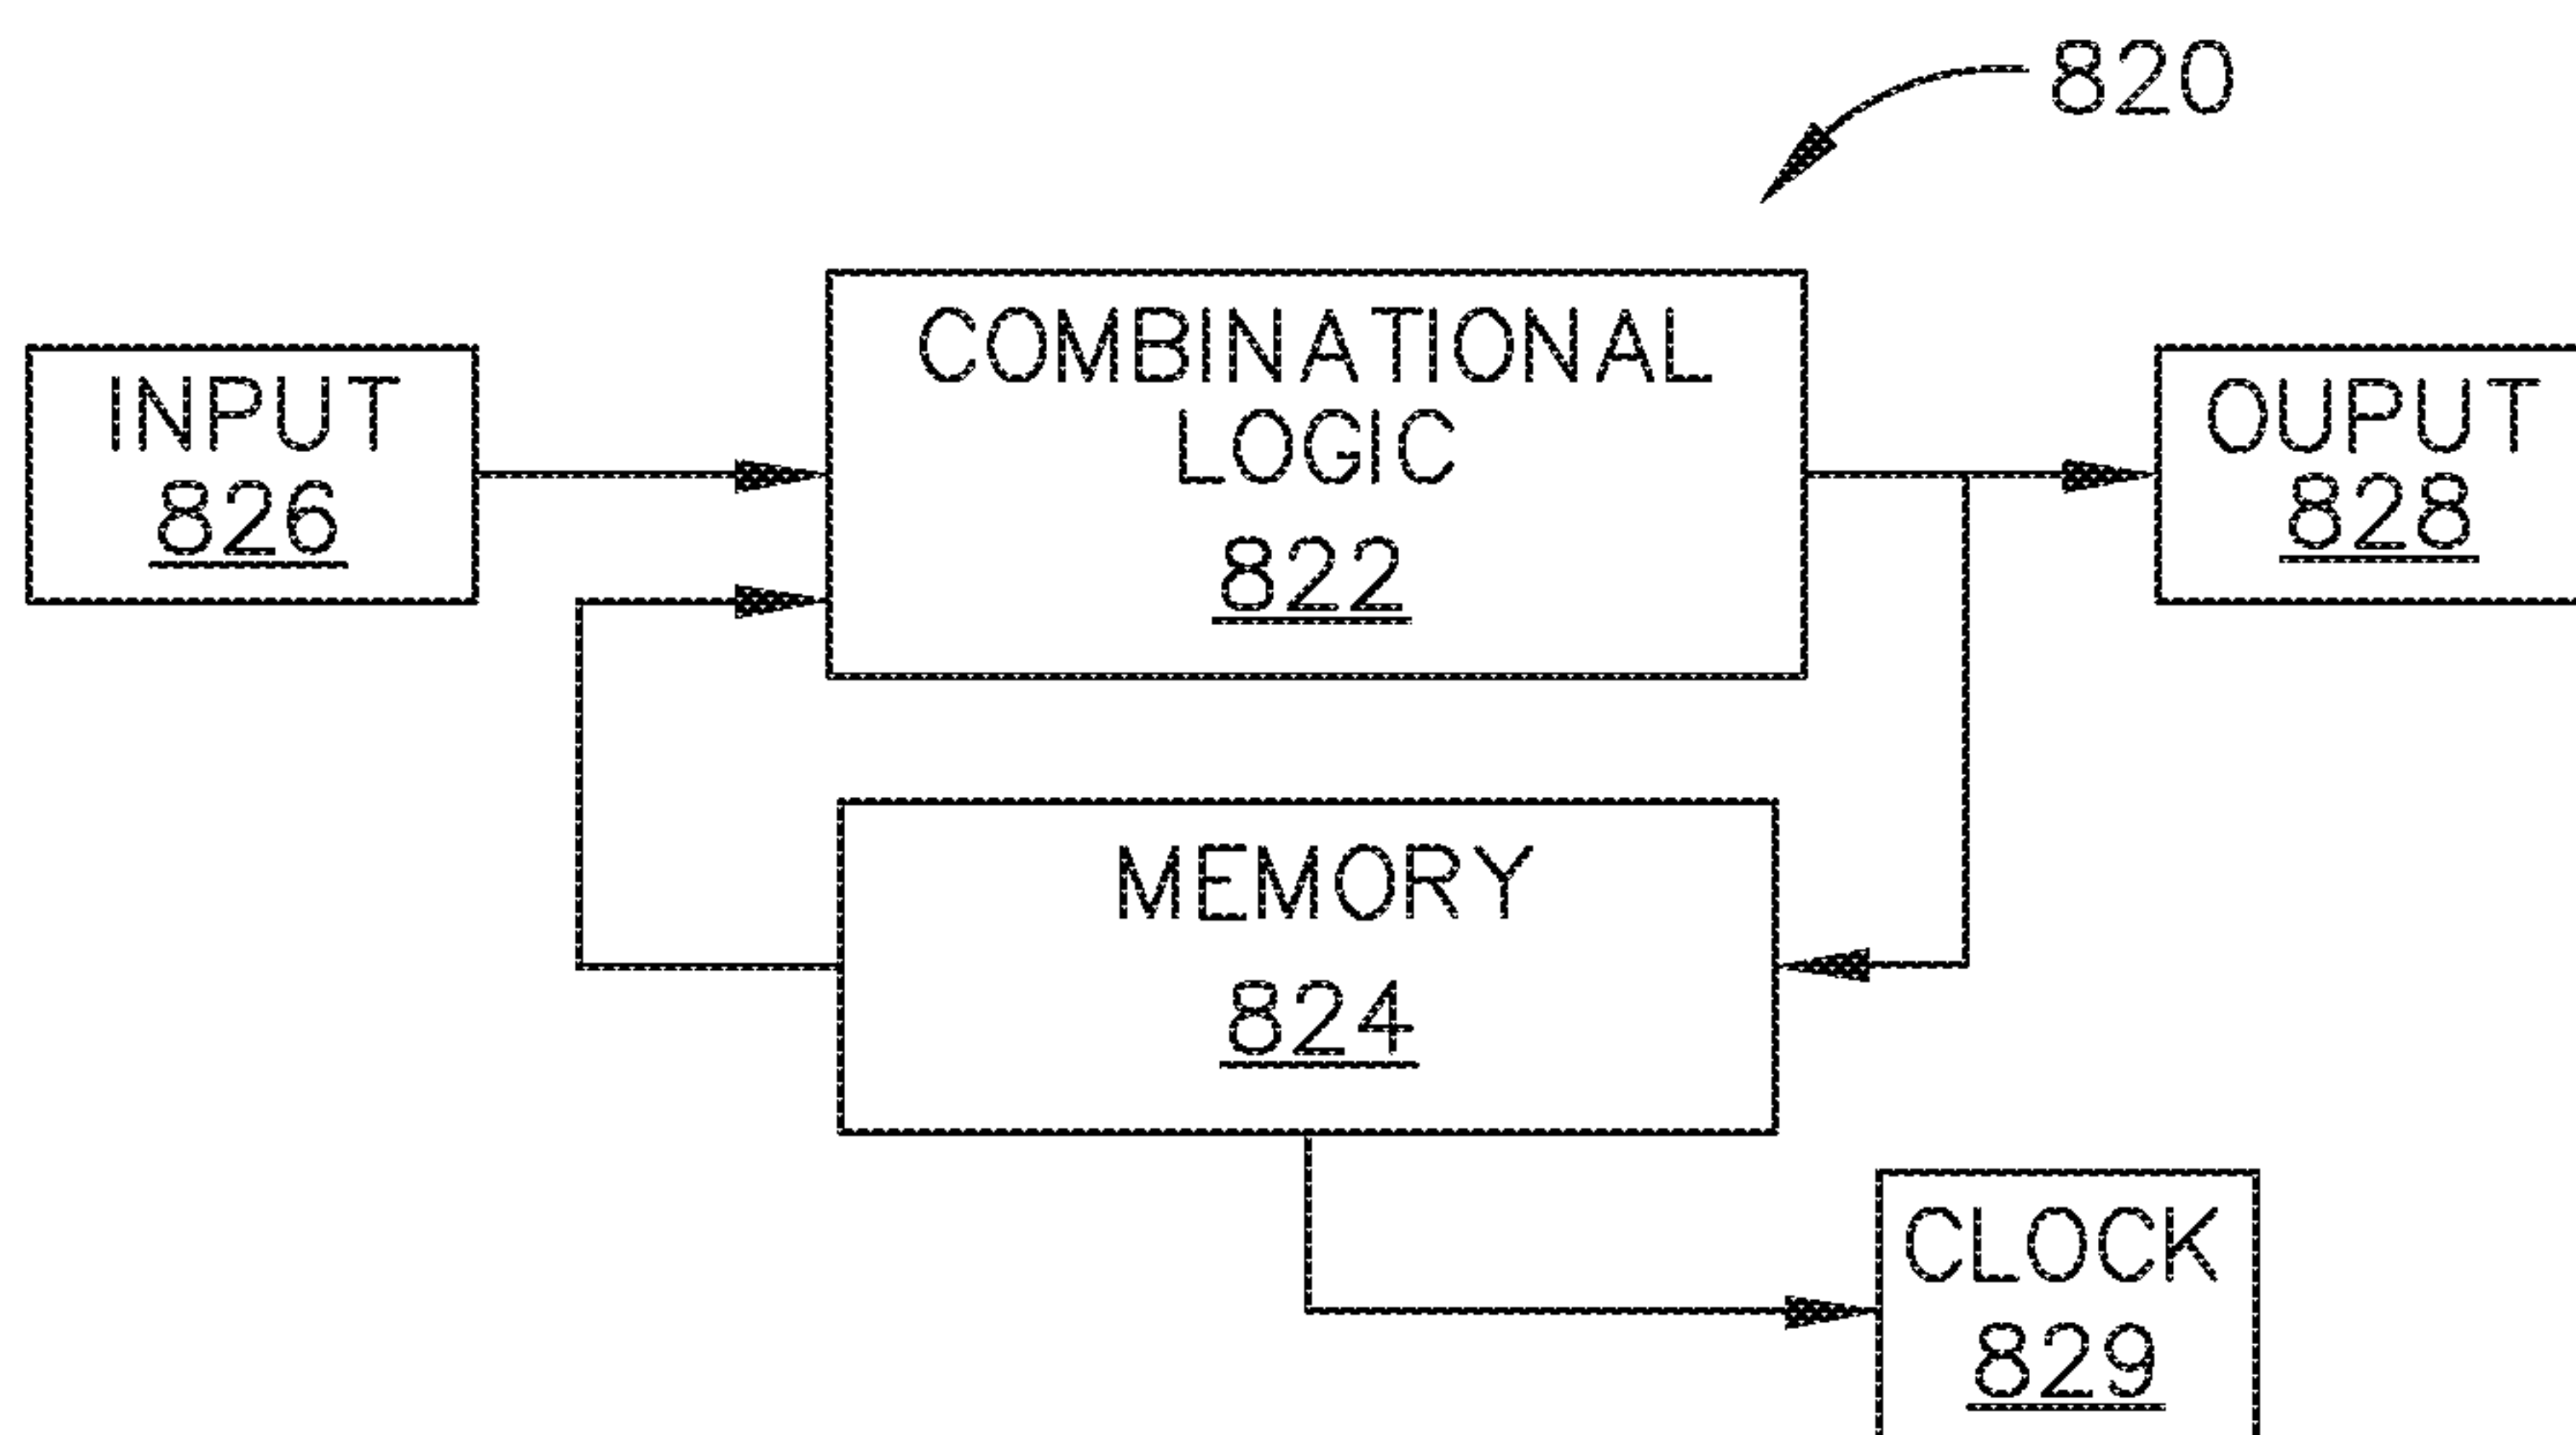 820
INPUT
826
COMBINATIONAL
LOGIC
822
OUPUT
828
MEMORY
824
CLOCK
829